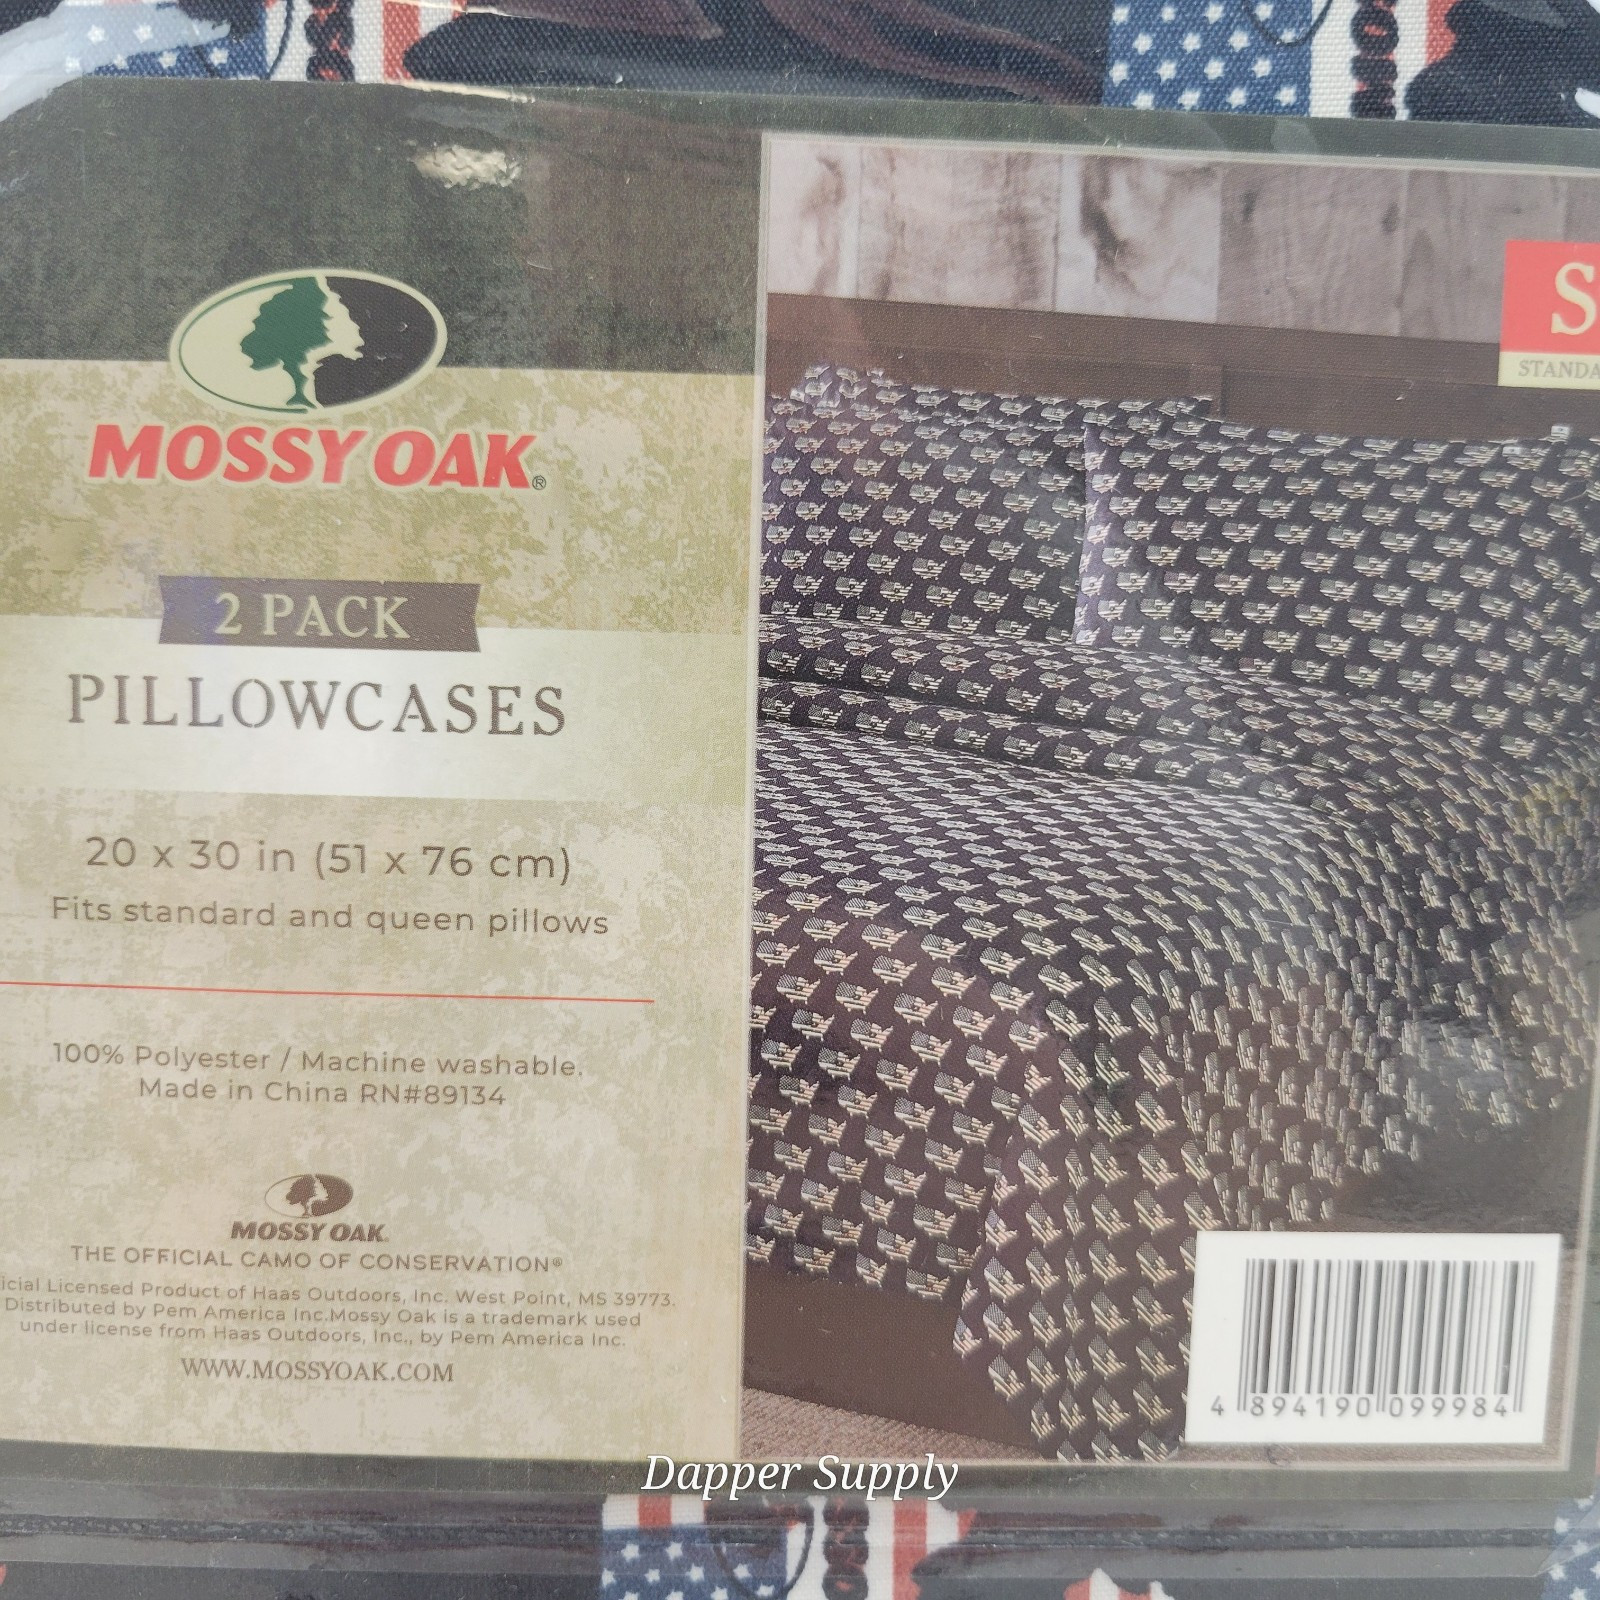 MOSSY OAK®
2 PACK
PILLOWCASES
20 x 30 in (51 x 76 cm)
Fits standard and queen pillows
100% Polyester / Machine washable.
Made in China RN#89134
MOSSY OAK
THE OFFICIAL CAMO OF CONSERVATION®
icial Licensed Product of Haas Outdoors, Inc. West Point, MS 39773.
Distributed by Pem America Inc.Mossy Oak is a trademark used
under license from Haas Outdoors, Inc., by Pem America Inc.
WWW.MOSSYOAK.COM
S
STANDA
4 894190 099984
Dapper Supply